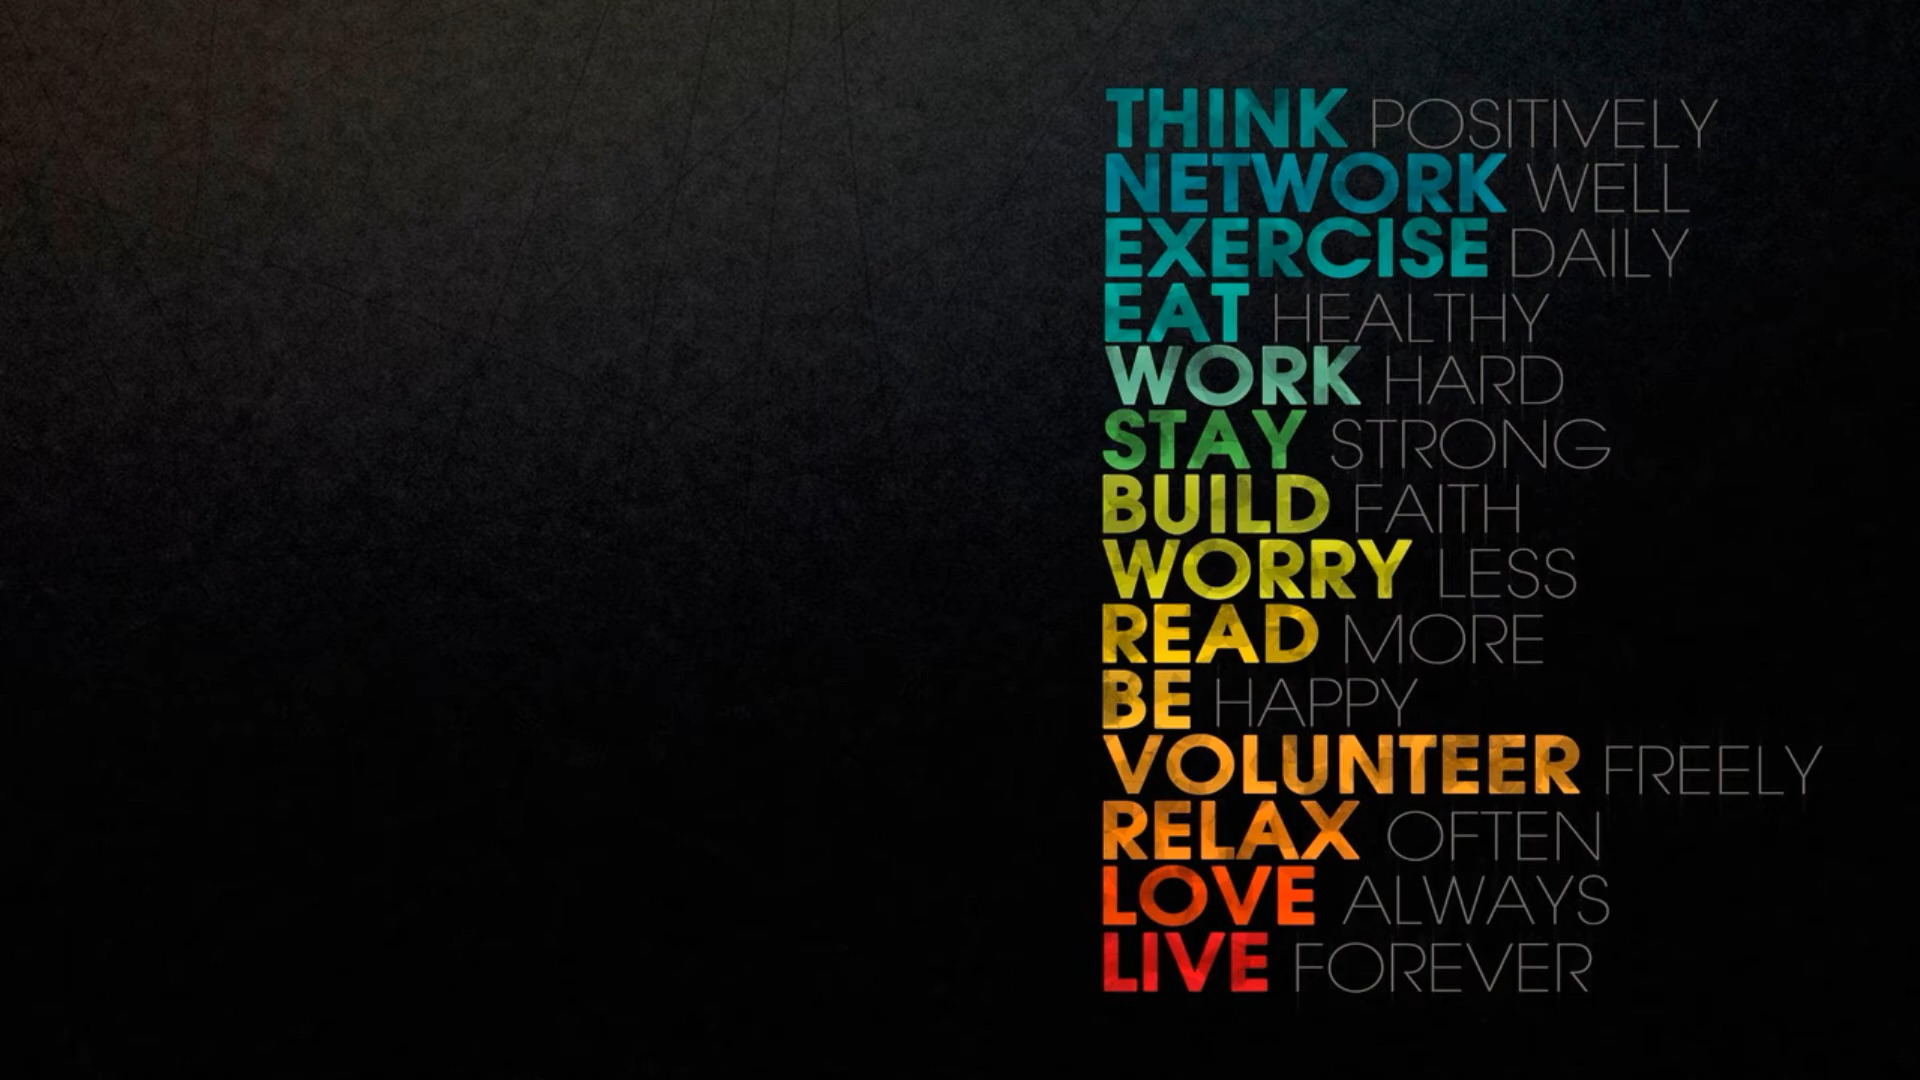 THINK POSITIVELY
NETWORK WELL
EXERCISE DAILY
EAT HEALTHY
WORK HARD
STAY STRONG
BUILD FAITH
WORRY LESS
READ MORE
BE HAPPY
VOLUNTEER FREELY
RELAX OFTEN
LOVE ALWAYS
LIVE FOREVER